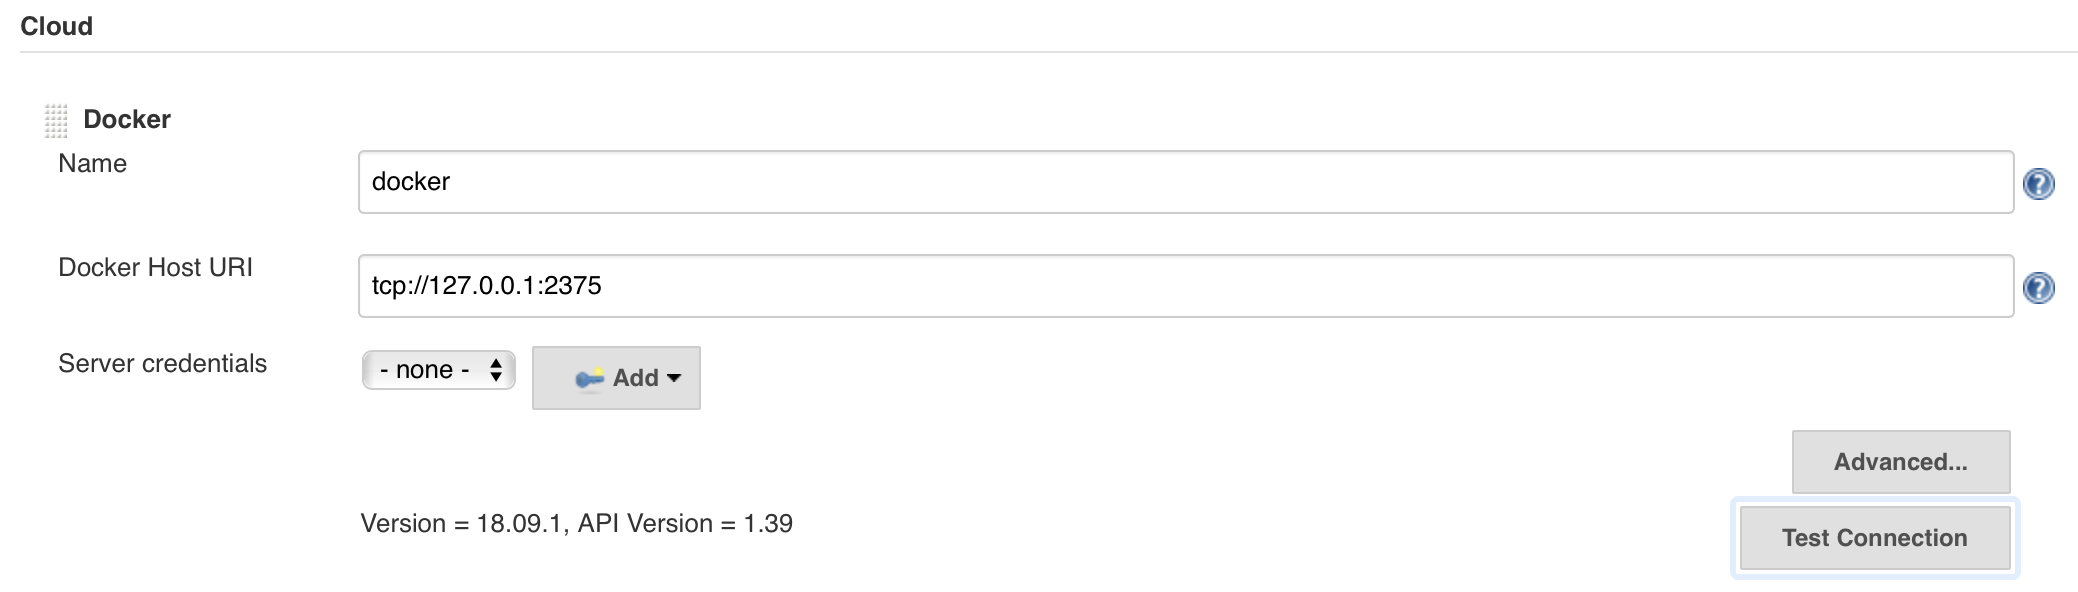 Cloud
Docker
Name
docker
Docker Host URI
tcp://127.0.0.1:2375
Server credentials
- none -
Add
Advanced...
Version = 18.09.1, API Version = 1.39
Test Connection